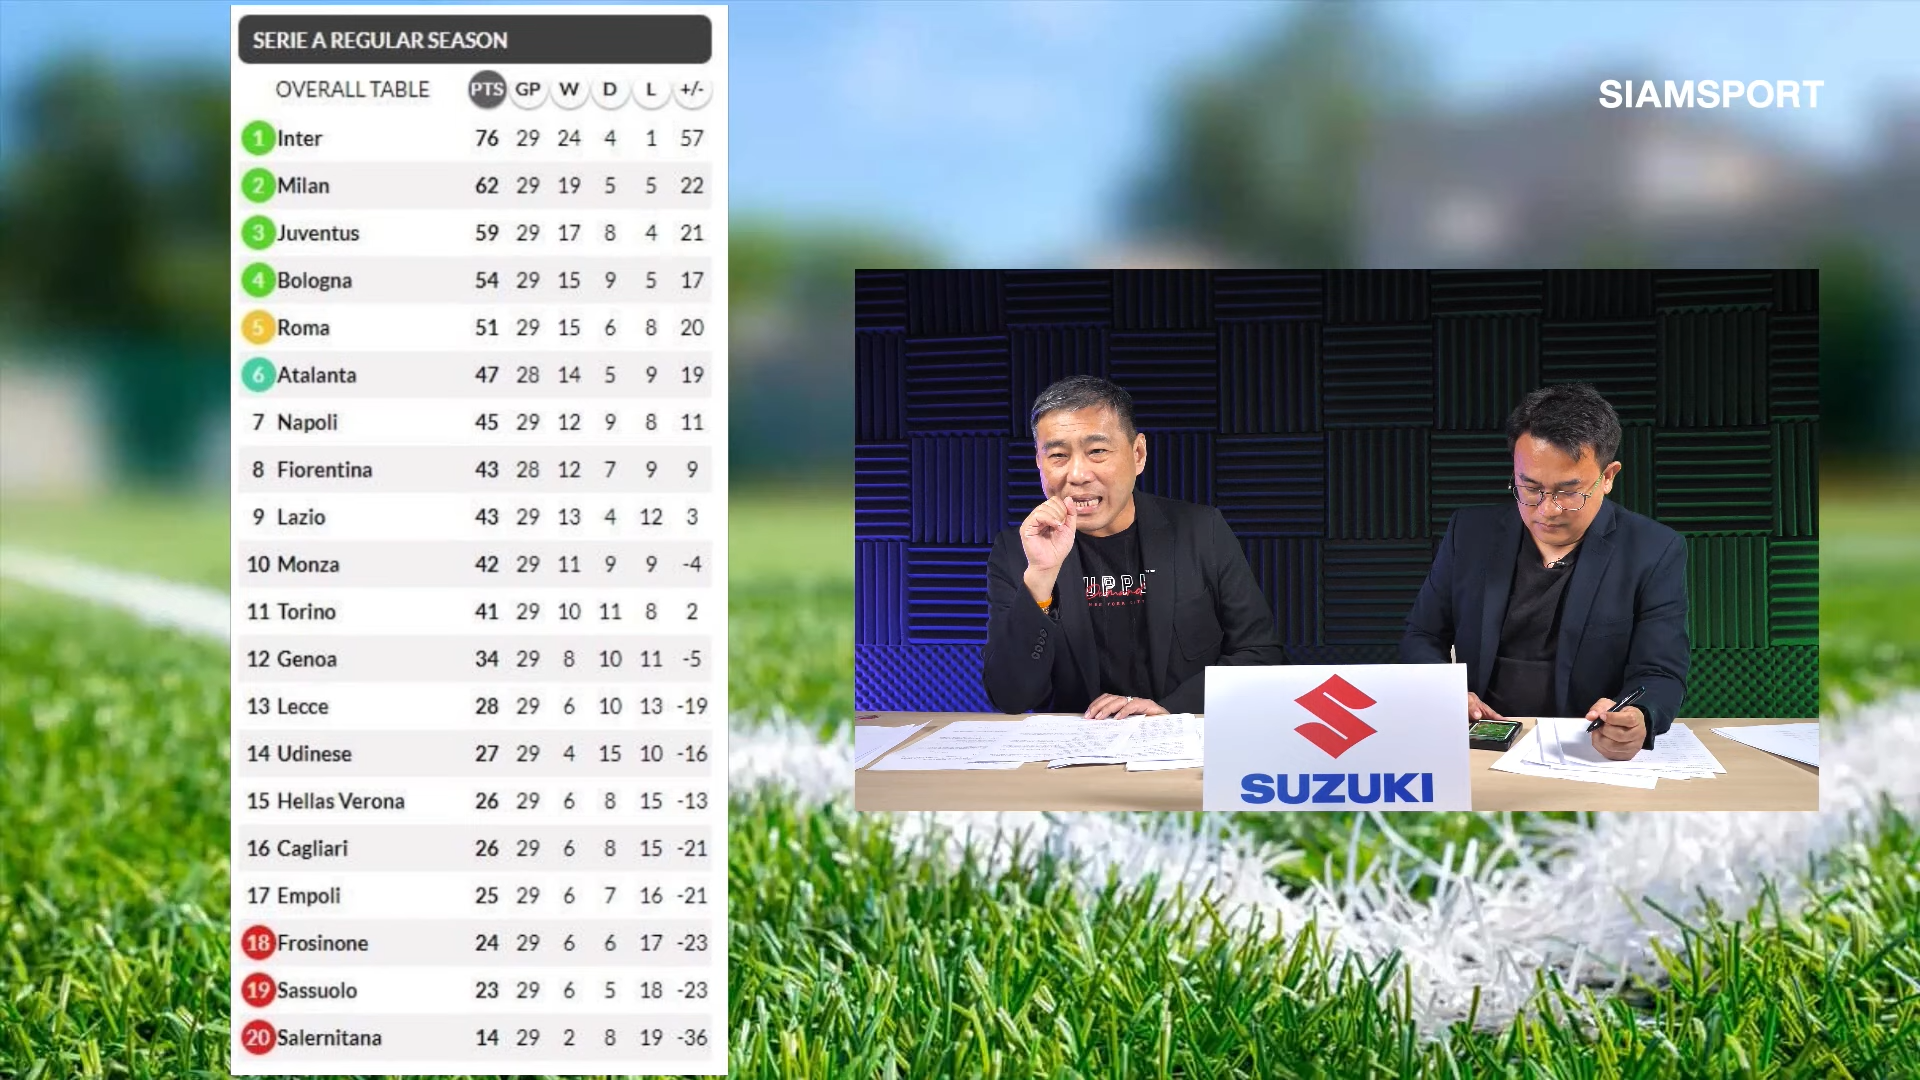 SERIE A REGULAR SEASON
OVERALL TABLE PTS GP W D L +/-
1 Inter 76 29 24 4 1 57
2 Milan 62 29 19 5 5 22
3 Juventus 59 29 17 8 4 21
4 Bologna 54 29 15 9 5 17
5 Roma 51 29 15 6 8 20
6 Atalanta 47 28 14 5 9 19
7 Napoli 45 29 12 9 8 11
8 Fiorentina 43 28 12 7 9 9
9 Lazio 43 29 13 4 12 3
10 Monza 42 29 11 9 9 -4
11 Torino 41 29 10 11 8 2
12 Genoa 34 29 8 10 11 -5
13 Lecce 28 29 6 10 13 -19
14 Udinese 27 29 4 15 10 -16
15 Hellas Verona 26 29 6 8 15 -13
16 Cagliari 26 29 6 8 15 -21
17 Empoli 25 29 6 7 16 -21
18 Frosinone 24 29 6 6 17 -23
19 Sassuolo 23 29 6 5 18 -23
20 Salernitana 14 29 2 8 19 -36
SIAMSPORT
SUZUKI